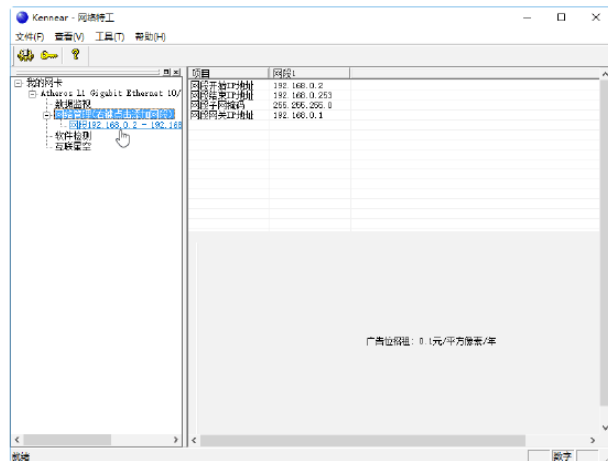 Kennear - 网络特工
文件(F) 查看(V) 工具(T) 帮助(H)
我的网卡
Atheros L1 Gigabit Ethernet 10/
数据监视
网络管理(右键点击添加网段)
网段192.168.0.2 - 192.168
软件检测
互联星空
项目 网段1
网段开始IP地址 192.168.0.2
网段结束IP地址 192.168.0.253
网段子网掩码 255.255.255.0
网段网关IP地址 192.168.0.1
广告位招租: 0.1元/平方像素/年
就绪
数字